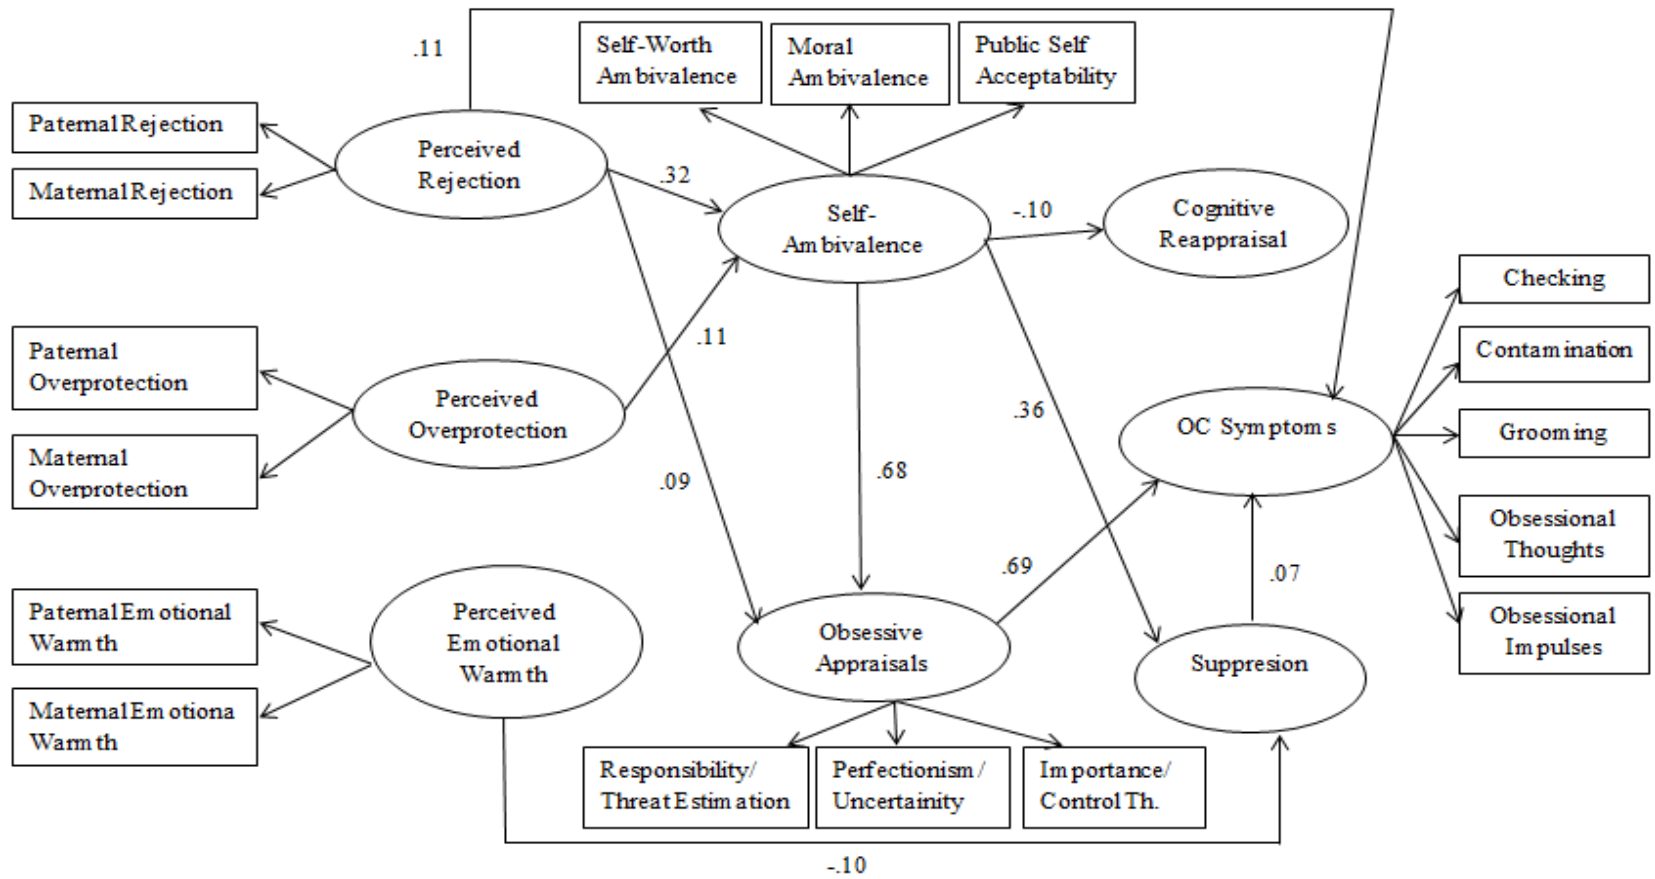 .11
Self-Worth
Ambivalence
Moral
Ambivalence
Public Self
Acceptability
Paternal Rejection
Maternal Rejection
Perceived
Rejection
.32
Self-
Ambivalence
-.10
Cognitive
Reappraisal
Checking
Contamination
Grooming
Obsessional
Thoughts
Obsessional
Impulses
Paternal
Overprotection
Maternal
Overprotection
Perceived
Overprotection
.11
.09
.68
.36
OC Symptoms
.69
.07
Paternal Emotional
Warmth
Maternal Emotiona
Warmth
Perceived
Emotional
Warmth
Obsessive
Appraisals
Suppresion
Responsibility/
Threat Estimation
Perfectionism/
Uncertainity
Importance/
Control Th.
-.10